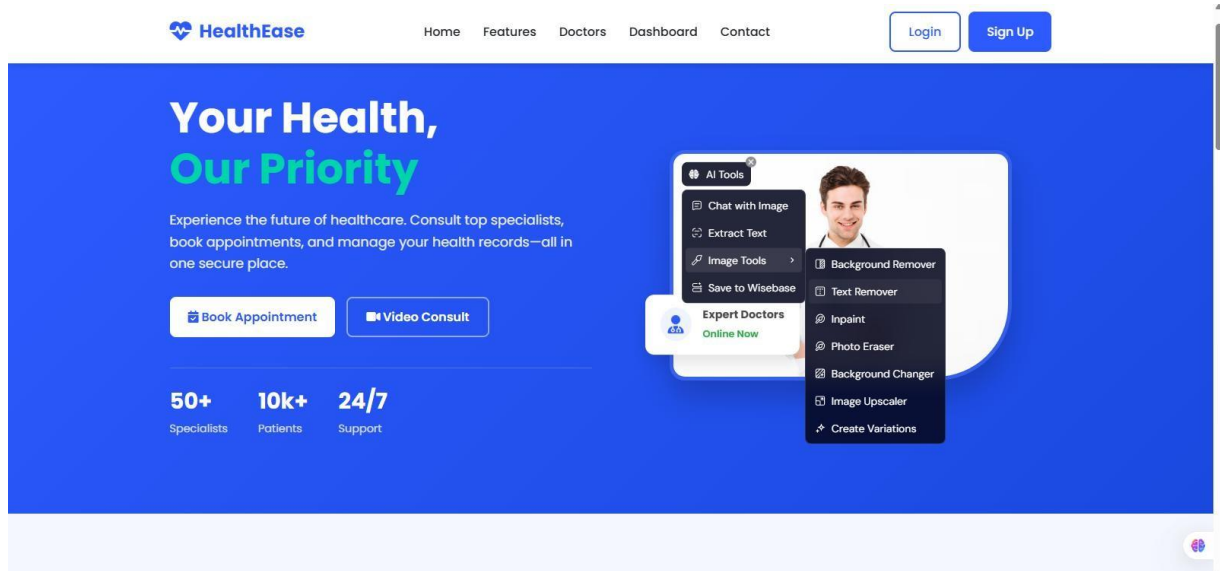 HealthEase
Home Features Doctors Dashboard Contact
Login Sign Up
Your Health,
Our Priority
Experience the future of healthcare. Consult top specialists,
book appointments, and manage your health records—all in
one secure place.
Book Appointment
Video Consult
50+ 10k+ 24/7
Specialists Patients Support
AI Tools
Chat with Image
Extract Text
Image Tools
Save to Wisebase
Background Remover
Text Remover
Inpaint
Photo Eraser
Background Changer
Image Upscaler
Create Variations
Expert Doctors
Online Now